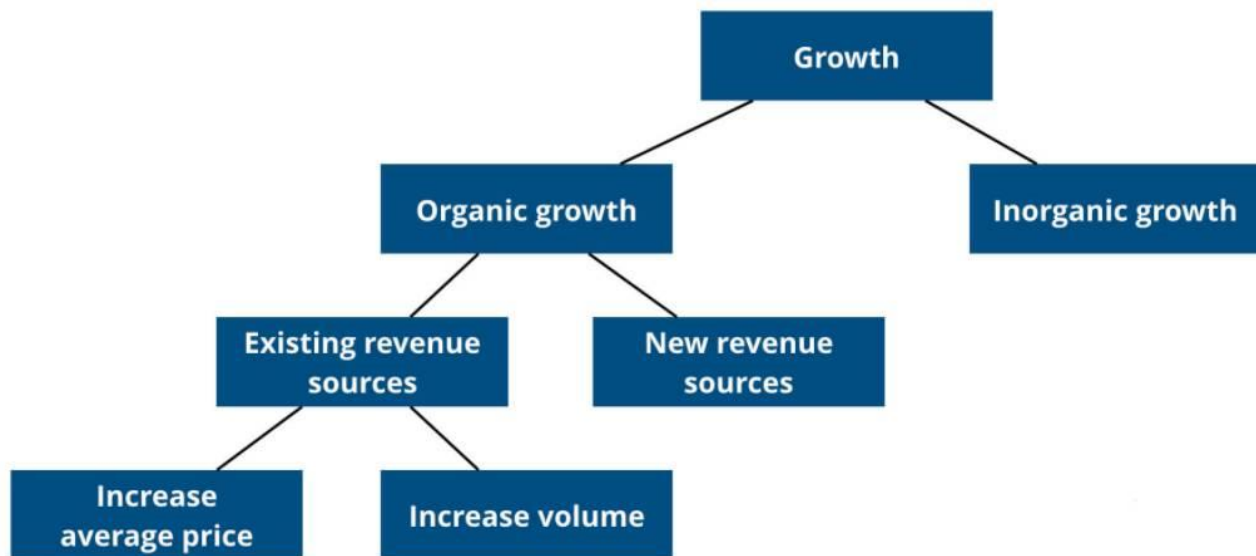 Growth
Organic growth
Inorganic growth
Existing revenue
sources
New revenue
sources
Increase
average price
Increase volume